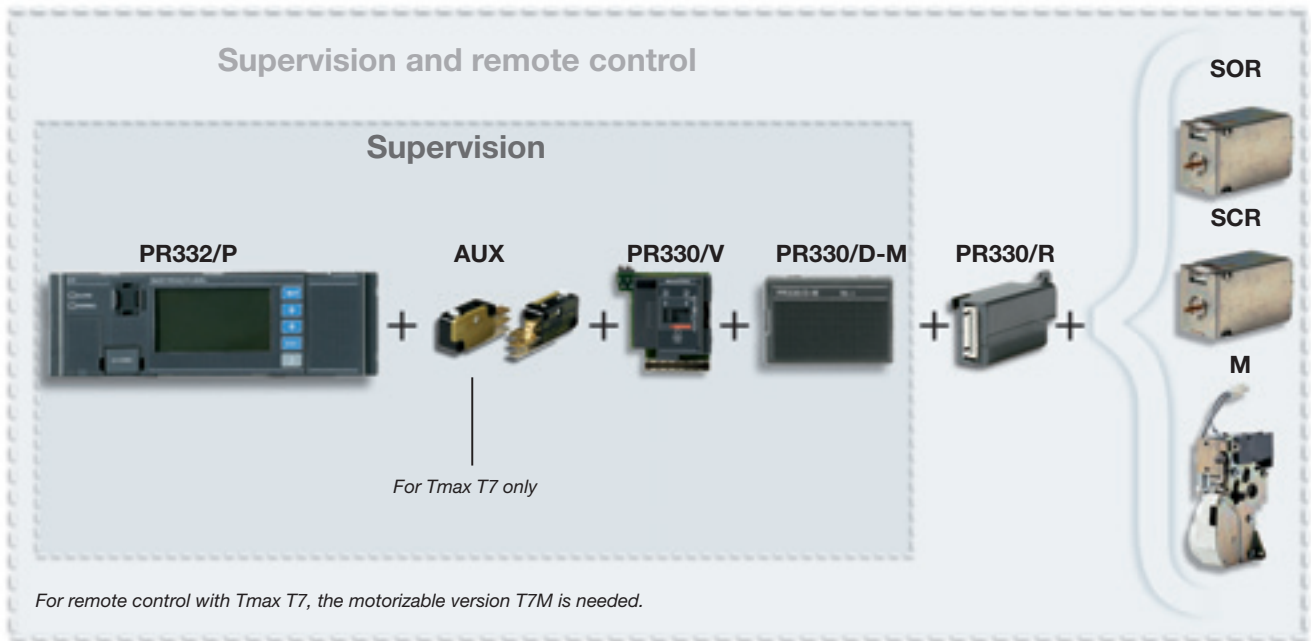 Supervision and remote control
Supervision
SOR
SCR
M
PR332/P
AUX
PR330/V
PR330/D-M
PR330/R
+
+
+
+
+
For Tmax T7 only
For remote control with Tmax T7, the motorizable version T7M is needed.